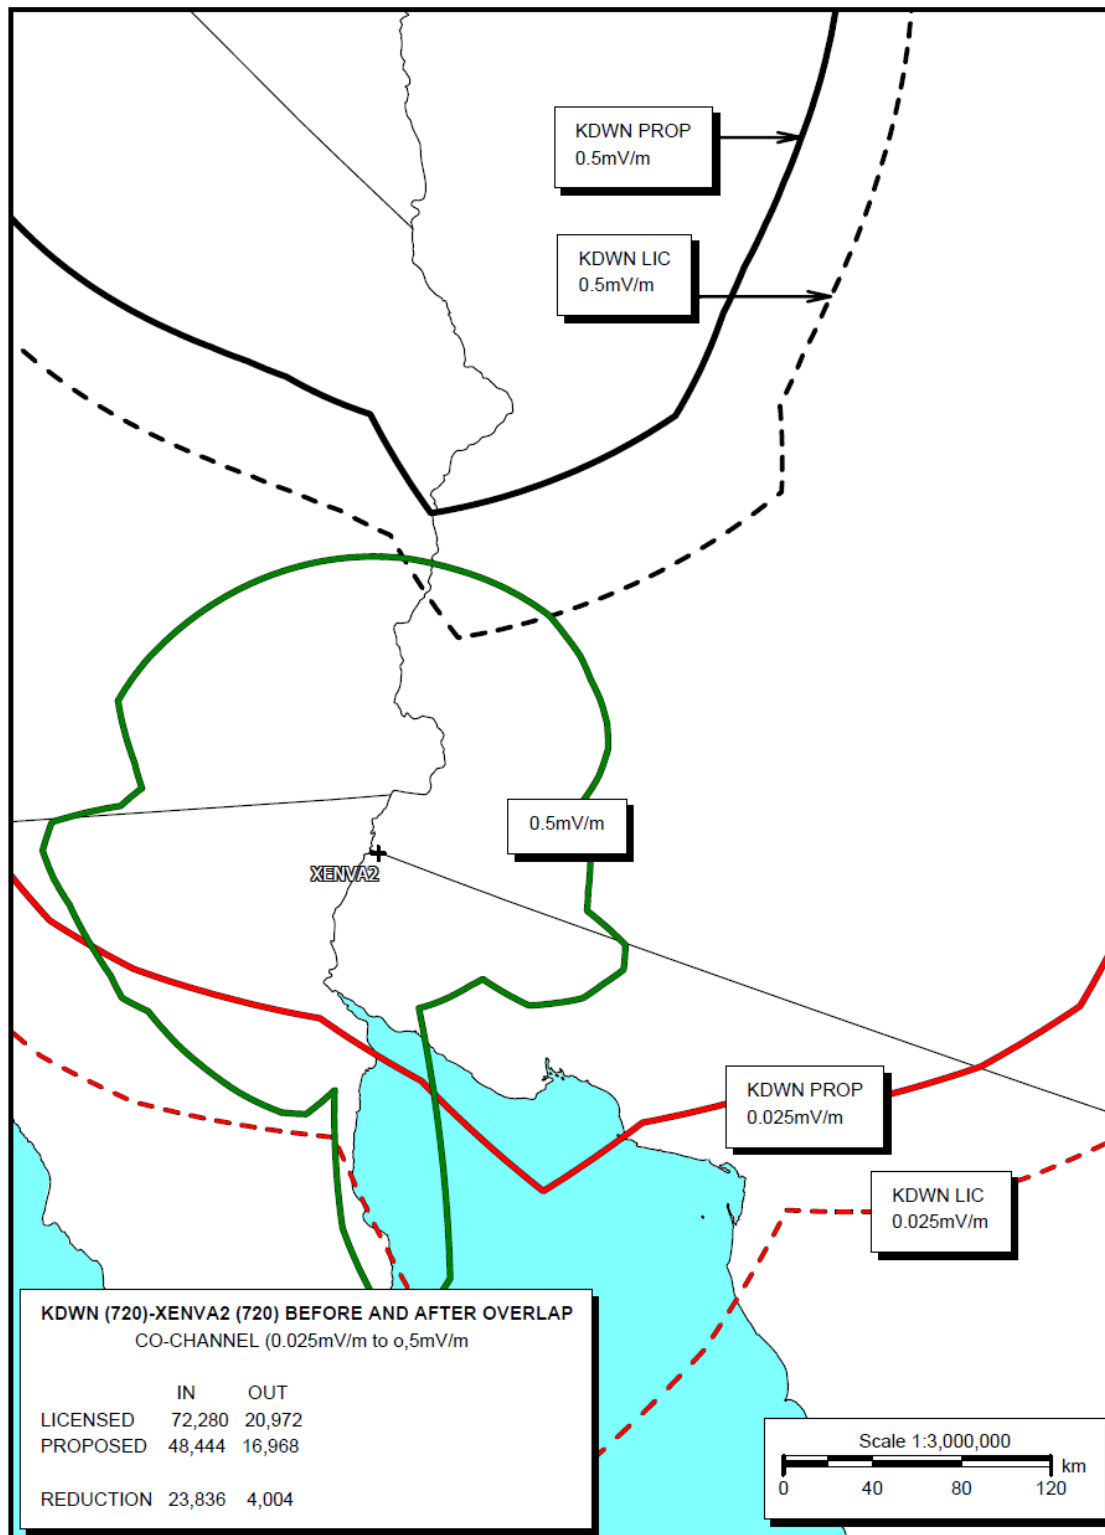 KDWN PROP
0.5mV/m
KDWN LIC
0.5mV/m
0.5mV/m
XENVA2
KDWN PROP
0.025mV/m
KDWN LIC
0.025mV/m
KDWN (720)-XENVA2 (720) BEFORE AND AFTER OVERLAP
CO-CHANNEL (0.025mV/m to o,5mV/m
IN OUT
LICENSED 72,280 20,972
PROPOSED 48,444 16,968
REDUCTION 23,836 4,004
Scale 1:3,000,000
km
0 40 80 120